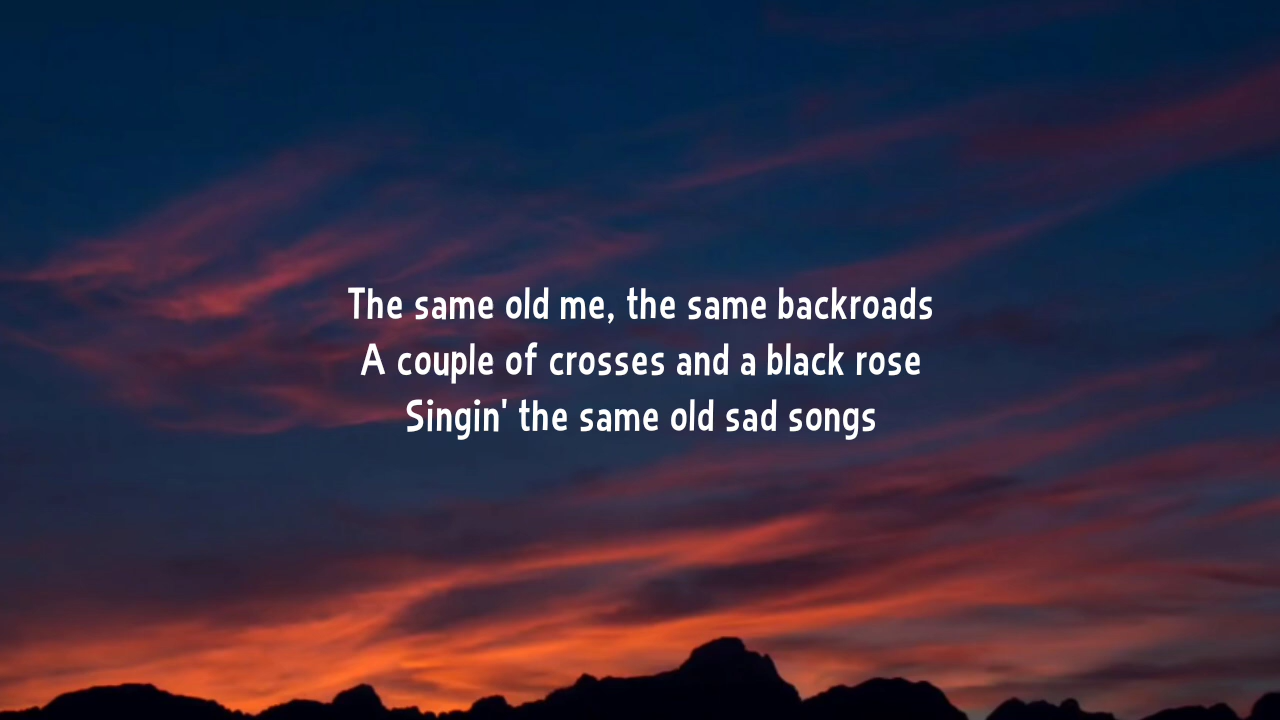 The same old me, the same backroads
A couple of crosses and a black rose
Singin' the same old sad songs